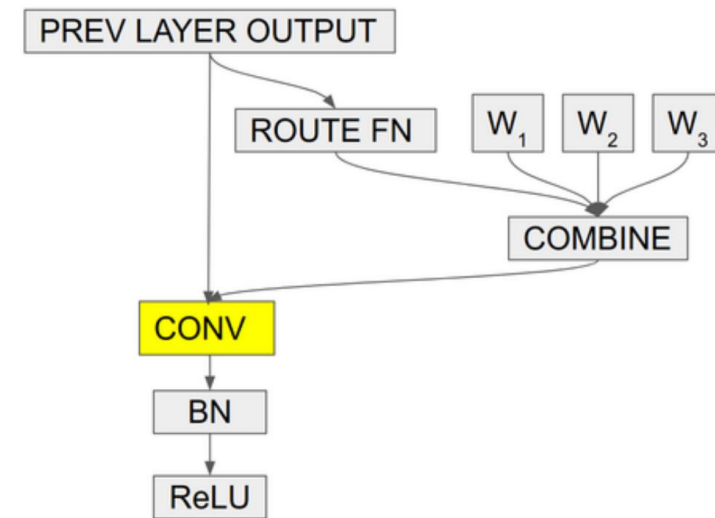 PREV LAYER OUTPUT
ROUTE FN
W₁
W₂
W₃
COMBINE
CONV
BN
ReLU